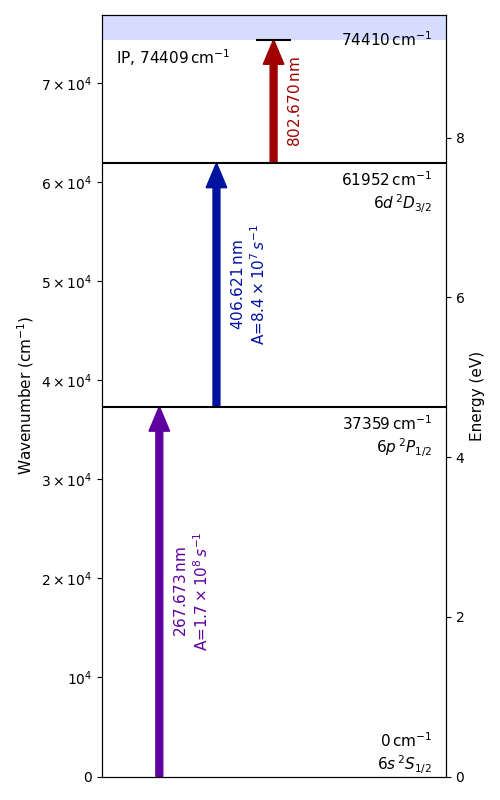 74410 cm⁻¹
IP, 74409 cm⁻¹
802.670 nm
61952 cm⁻¹
6d ²D₃/₂
406.621 nm
A=8.4 × 10⁷ s⁻¹
37359 cm⁻¹
6p ²P₁/₂
267.673 nm
A=1.7 × 10⁸ s⁻¹
0 cm⁻¹
6s ²S₁/₂
Wavenumber (cm⁻¹)
7 × 10⁴
6 × 10⁴
5 × 10⁴
4 × 10⁴
3 × 10⁴
2 × 10⁴
10⁴
0
Energy (eV)
8
6
4
2
0